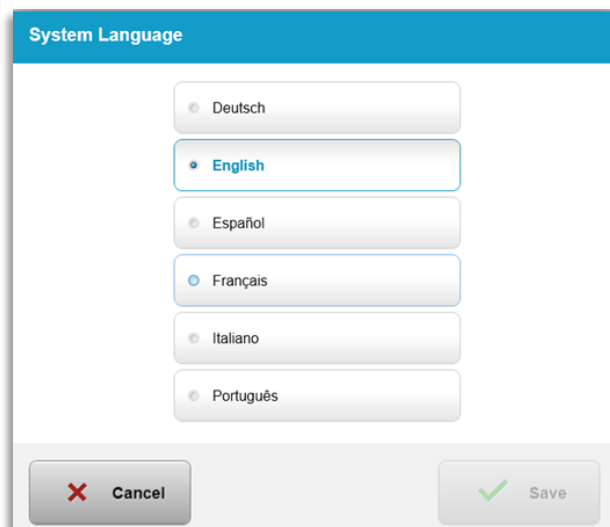 System Language
Deutsch
English
Español
Français
Italiano
Português
Cancel
Save